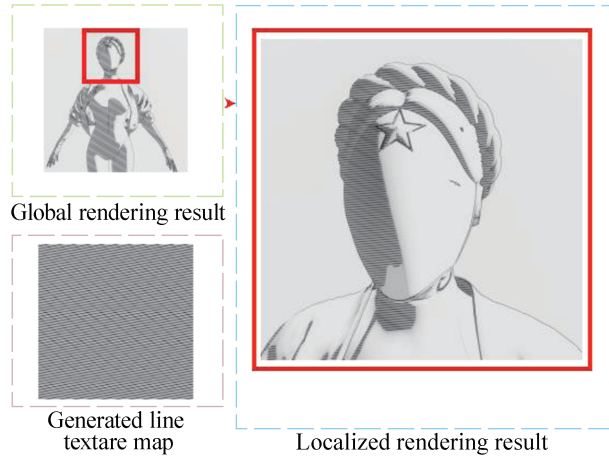 Global rendering result
Generated line
textare map
Localized rendering result